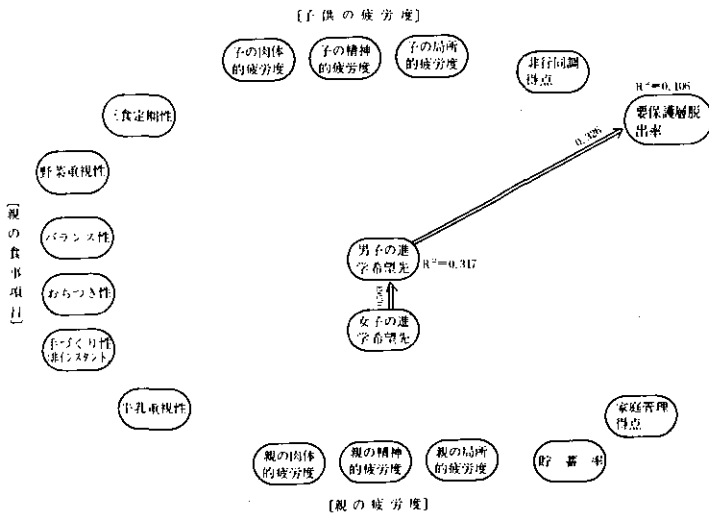 [子供の疲労度]
子の肉体
的疲労度
子の精神
的疲労度
子の局所
的疲労度
非行同調
得点
R²=0.106
要保護層脱
出率
三食定期性
0.326
野菜重視性
[親の食事項目]
バランス性
男子の進
学希望先
R²=0.317
おちつき性
女子の進
学希望先
手づくり性
(非インスタント)
牛乳重視性
家庭管理
得点
親の肉体
的疲労度
親の精神
的疲労度
親の局所
的疲労度
貯蓄率
[親の疲労度]